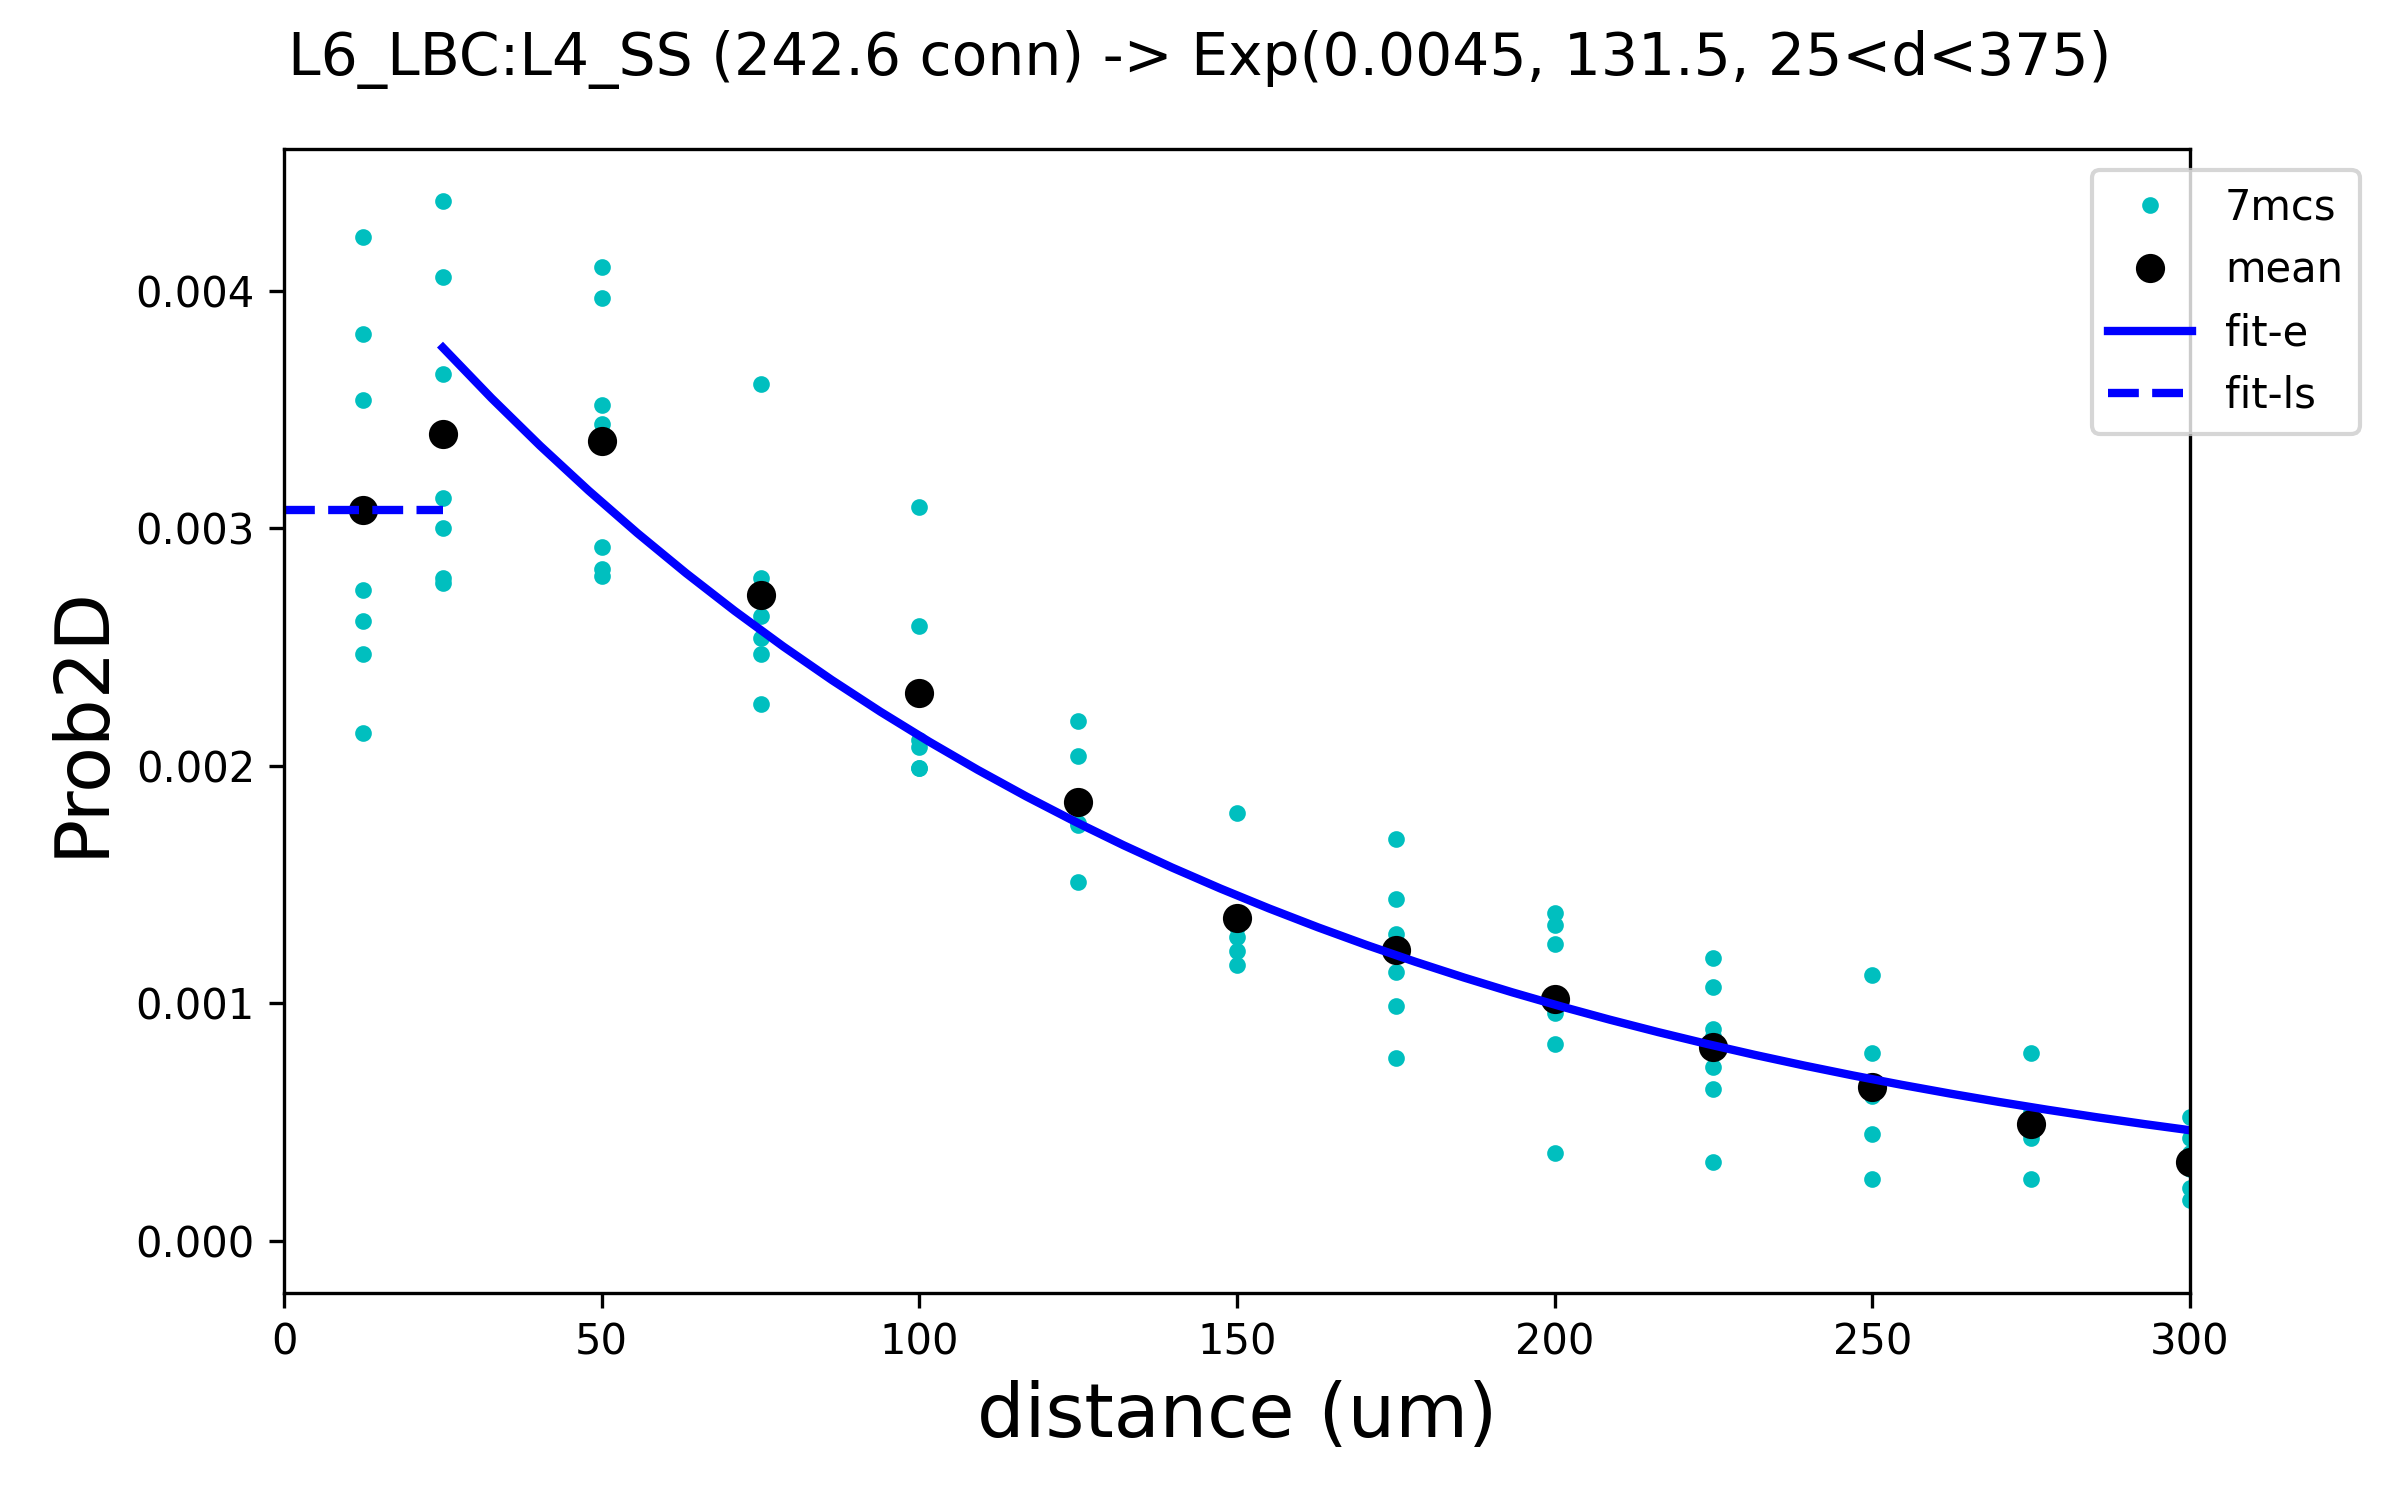 L6_LBC:L4_SS (242.6 conn) -> Exp(0.0045, 131.5, 25<d<375)
7mcs
mean
fit-e
fit-ls
Prob2D
0.004
0.003
0.002
0.001
0.000
0 50 100 150 200 250 300
distance (um)